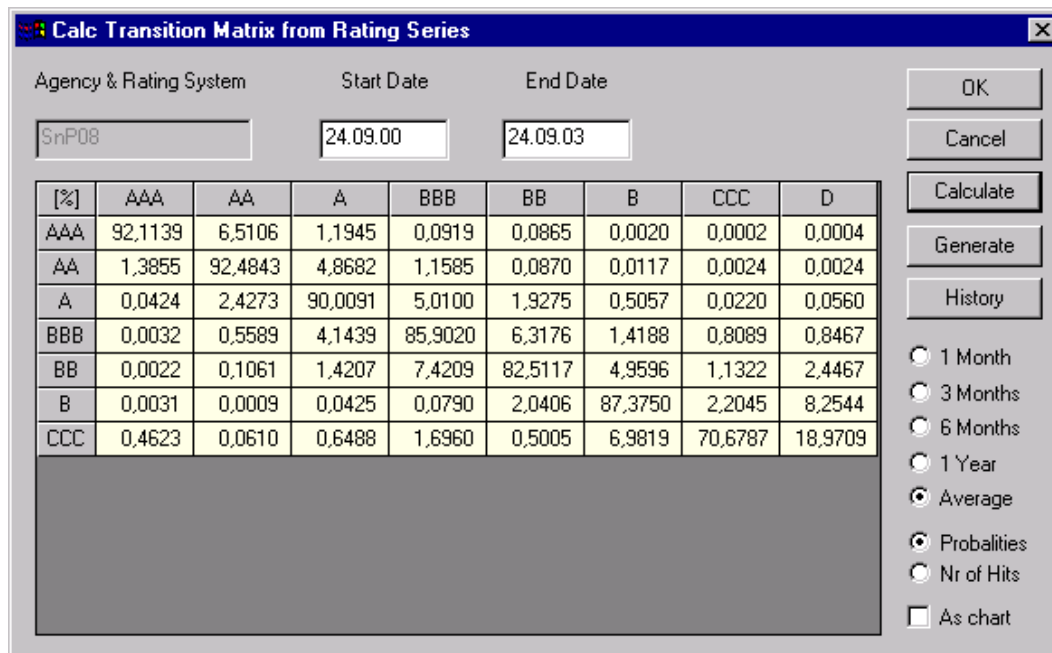 Calc Transition Matrix from Rating Series
Agency & Rating System Start Date End Date
SnP08 24.09.00 24.09.03
OK
Cancel
Calculate
Generate
History
[%] AAA AA A BBB BB B CCC D
AAA 92,1139 6,5106 1,1945 0,0919 0,0865 0,0020 0,0002 0,0004
AA 1,3855 92,4843 4,8682 1,1585 0,0870 0,0117 0,0024 0,0024
A 0,0424 2,4273 90,0091 5,0100 1,9275 0,5057 0,0220 0,0560
BBB 0,0032 0,5589 4,1439 85,9020 6,3176 1,4188 0,8089 0,8467
BB 0,0022 0,1061 1,4207 7,4209 82,5117 4,9596 1,1322 2,4467
B 0,0031 0,0009 0,0425 0,0790 2,0406 87,3750 2,2045 8,2544
CCC 0,4623 0,0610 0,6488 1,6960 0,5005 6,9819 70,6787 18,9709
1 Month
3 Months
6 Months
1 Year
Average
Probalities
Nr of Hits
As chart